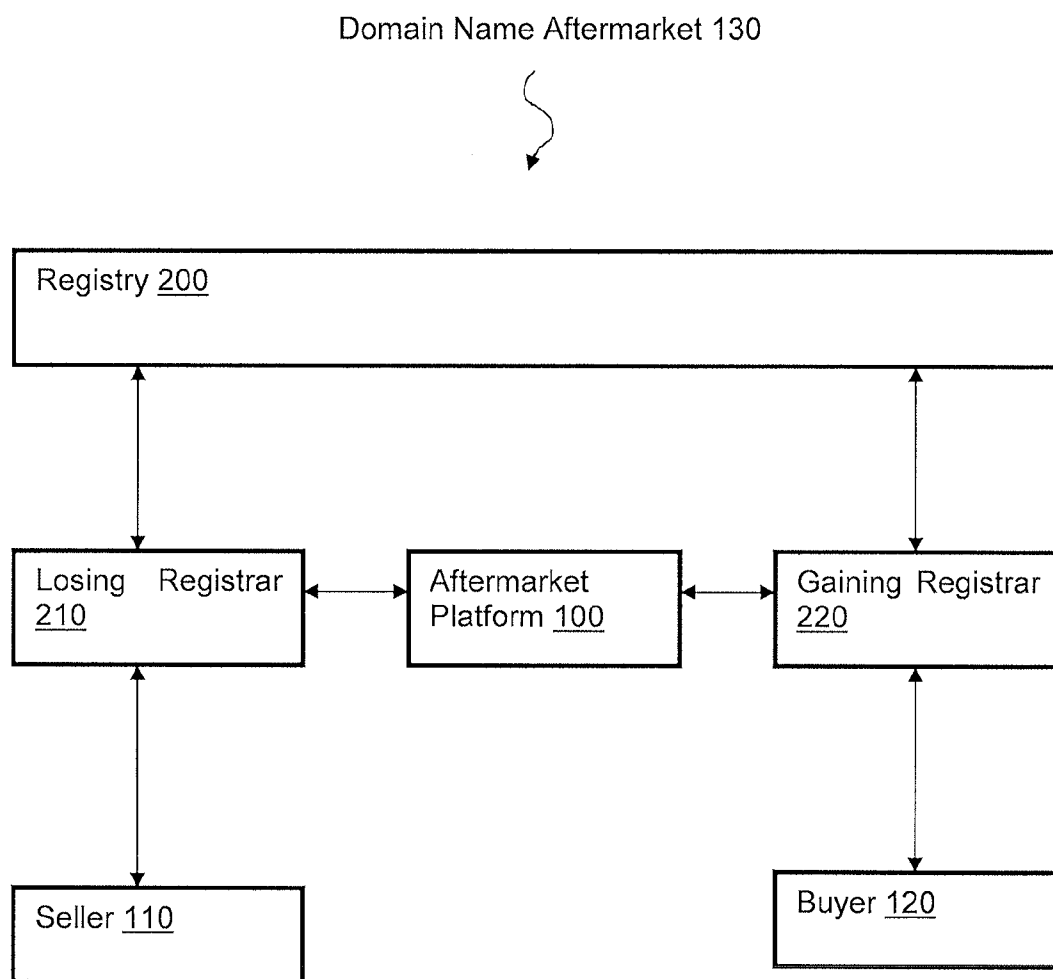 Domain Name Aftermarket 130
Registry 200
Losing Registrar
210
Aftermarket
Platform 100
Gaining Registrar
220
Seller 110
Buyer 120